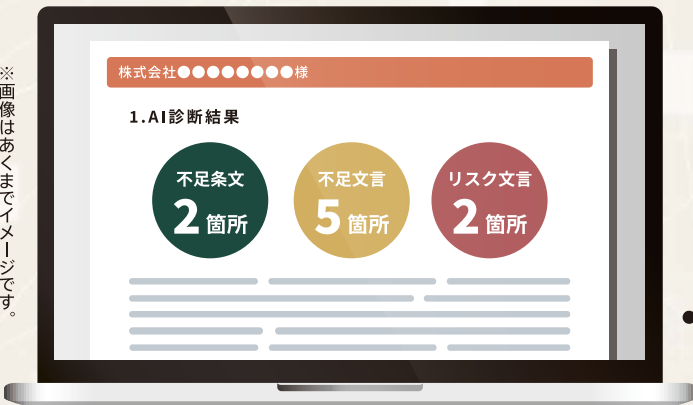 株式会社●●●●●●●●様
1.AI診断結果
不足条文
2箇所
不足文言
5箇所
リスク文言
2箇所
※画像はあくまでイメージです。